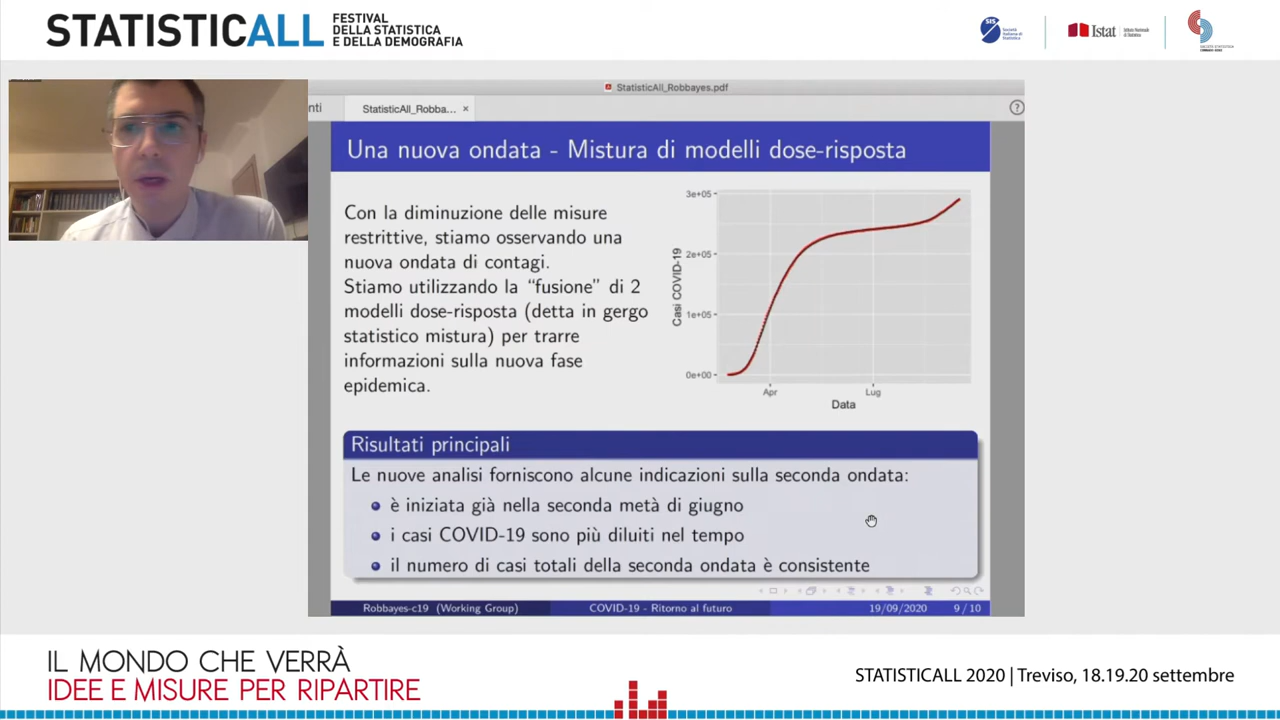 STATISTICALL
FESTIVAL
DELLA STATISTICA
E DELLA DEMOGRAFIA
SIS
Società
Italiana di
Statistica
Istat
StatisticAll_Robbayes.pdf
nti
StatisticAll_Robba... ×
?
Una nuova ondata - Mistura di modelli dose-risposta
Con la diminuzione delle misure
restrittive, stiamo osservando una
nuova ondata di contagi.
Stiamo utilizzando la “fusione” di 2
modelli dose-risposta (detta in gergo
statistico mistura) per trarre
informazioni sulla nuova fase
epidemica.
Casi COVID-19
3e+05
2e+05
1e+05
0e+00
Apr
Lug
Data
Risultati principali
Le nuove analisi forniscono alcune indicazioni sulla seconda ondata:
è iniziata già nella seconda metà di giugno
i casi COVID-19 sono più diluiti nel tempo
il numero di casi totali della seconda ondata è consistente
Robbayes-c19 (Working Group)
COVID-19 - Ritorno al futuro
19/09/2020
9 / 10
IL MONDO CHE VERRÀ
IDEE E MISURE PER RIPARTIRE
STATISTICALL 2020 | Treviso, 18.19.20 settembre